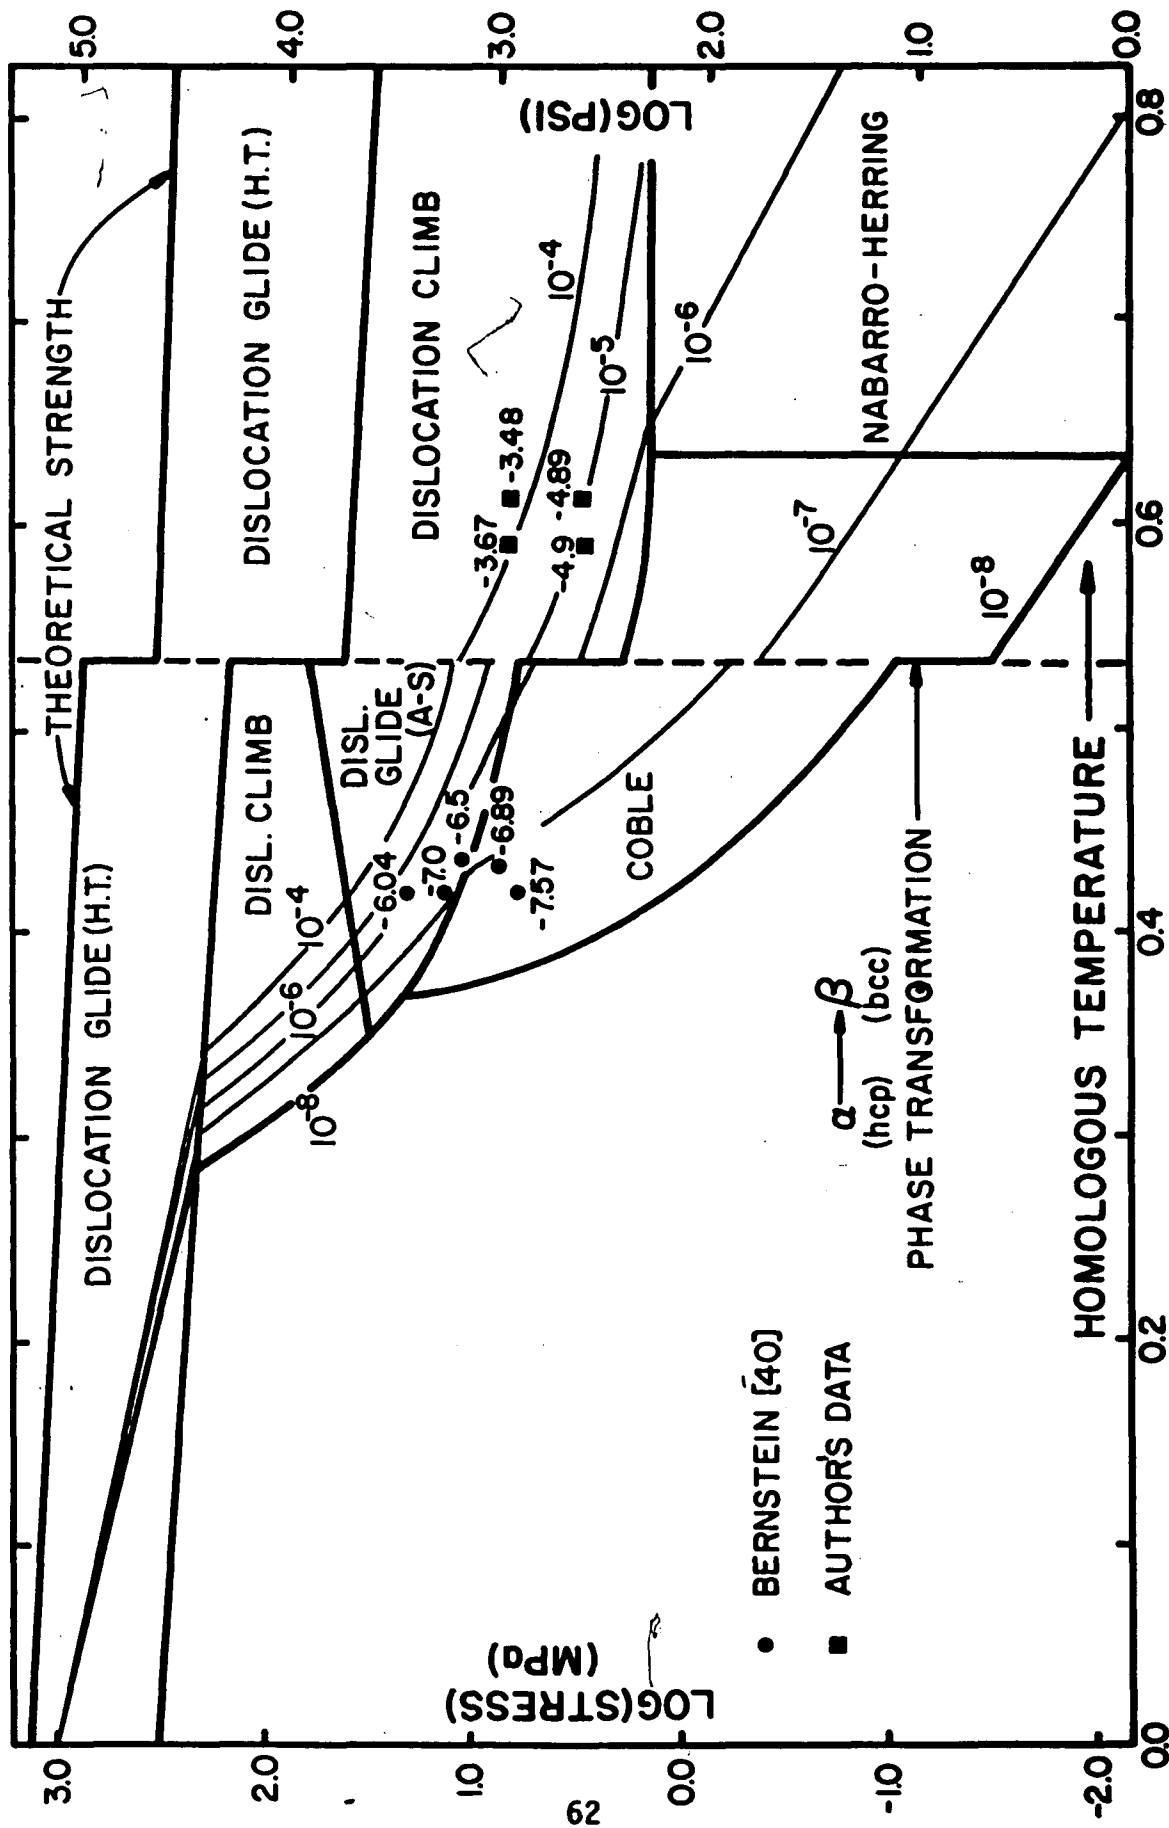 THEORETICAL STRENGTH
DISLOCATION GLIDE (H.T.)
DISLOCATION GLIDE (H.T.)
DISL. CLIMB
DISLOCATION CLIMB
DISL.
GLIDE
(A-S)
COBLE
NABARRO-HERRING
10-4
10-6
10-8
10-4
10-5
10-6
10-7
10-8
-6.04
-7.0
-6.5
-6.89
-7.57
-3.67
-3.48
-4.9
-4.89
α → β
(hcp) (bcc)
PHASE TRANSFORMATION
HOMOLOGOUS TEMPERATURE
● BERNSTEIN [40]
■ AUTHOR'S DATA
LOG(STRESS)
(MPa)
3.0
2.0
1.0
0.0
-1.0
-2.0
LOG(PSI)
5.0
4.0
3.0
2.0
1.0
0.0
0.0
0.2
0.4
0.6
0.8
62